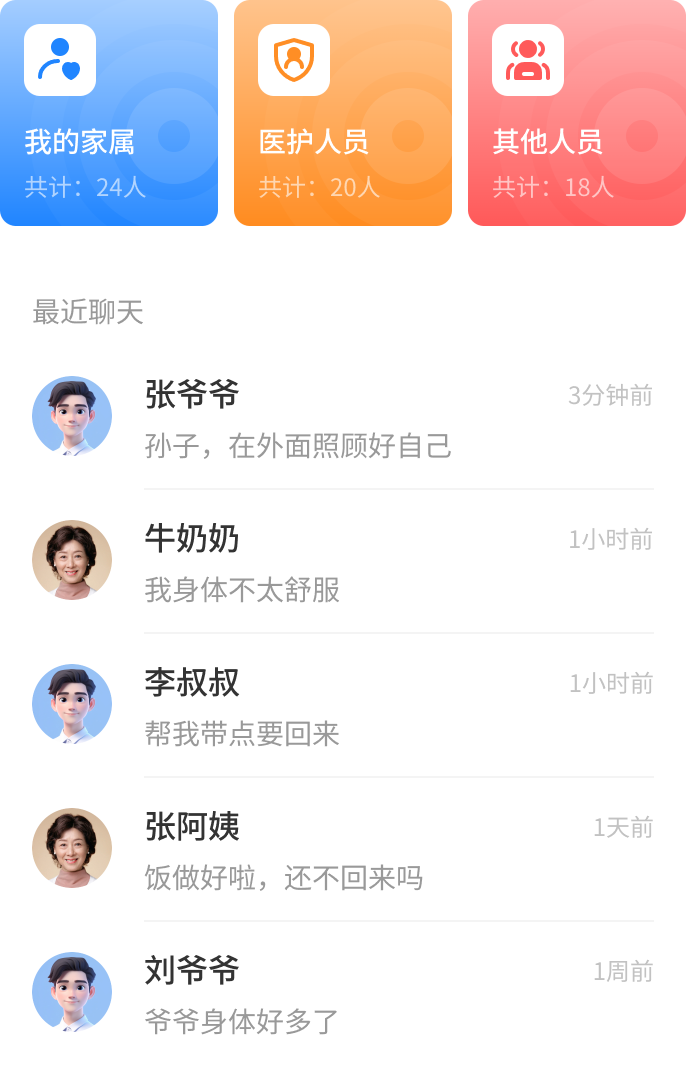 我的家属
共计：24人
医护人员
共计：20人
其他人员
共计：18人
最近聊天
张爷爷
3分钟前
孙子，在外面照顾好自己
牛奶奶
1小时前
我身体不太舒服
李叔叔
1小时前
帮我带点要回来
张阿姨
1天前
饭做好啦，还不回来吗
刘爷爷
1周前
爷爷身体好多了